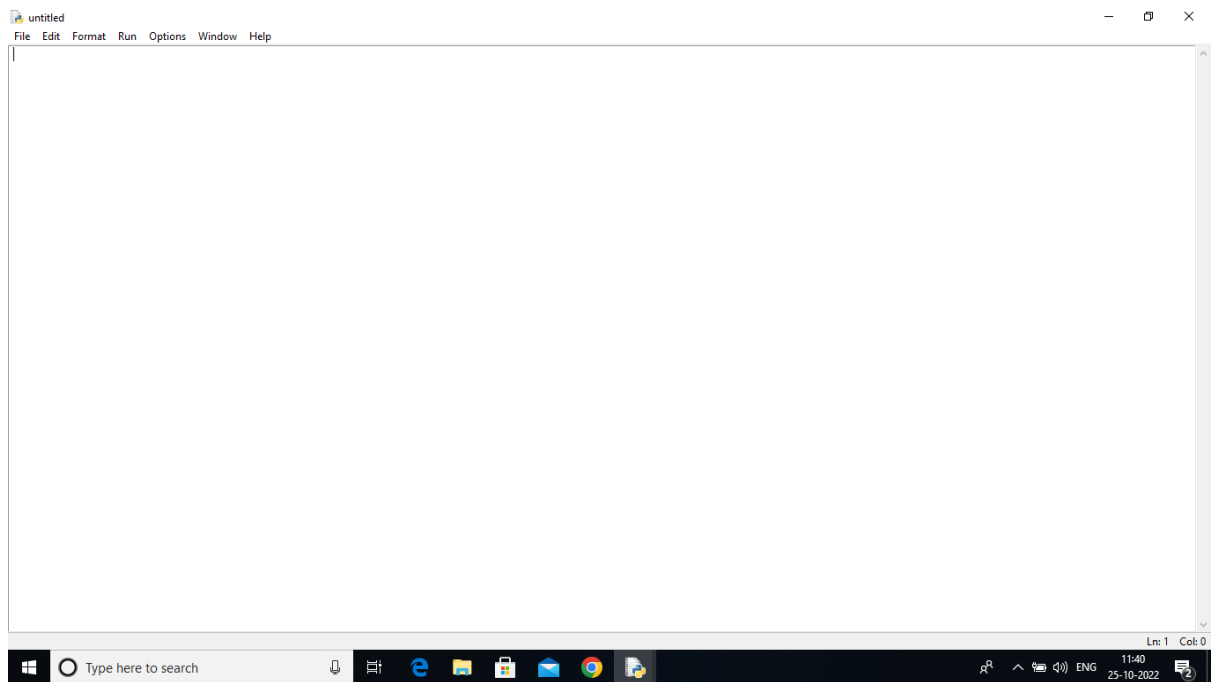 untitled
File Edit Format Run Options Window Help
Ln: 1 Col: 0
Type here to search
ENG
11:40
25-10-2022
2